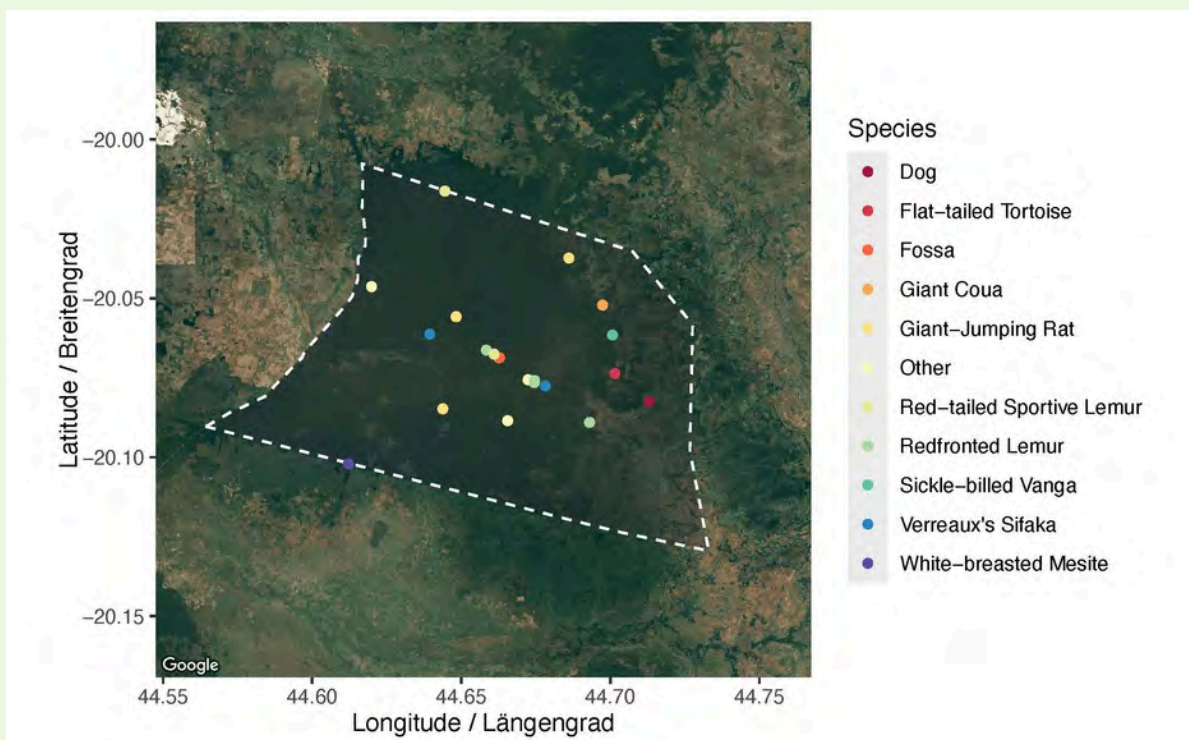 −20.00
−20.05
−20.10
−20.15
Latitude / Breitengrad
Google
44.55 44.60 44.65 44.70 44.75
Longitude / Längengrad
Species
Dog
Flat−tailed Tortoise
Fossa
Giant Coua
Giant−Jumping Rat
Other
Red−tailed Sportive Lemur
Redfronted Lemur
Sickle−billed Vanga
Verreaux's Sifaka
White−breasted Mesite